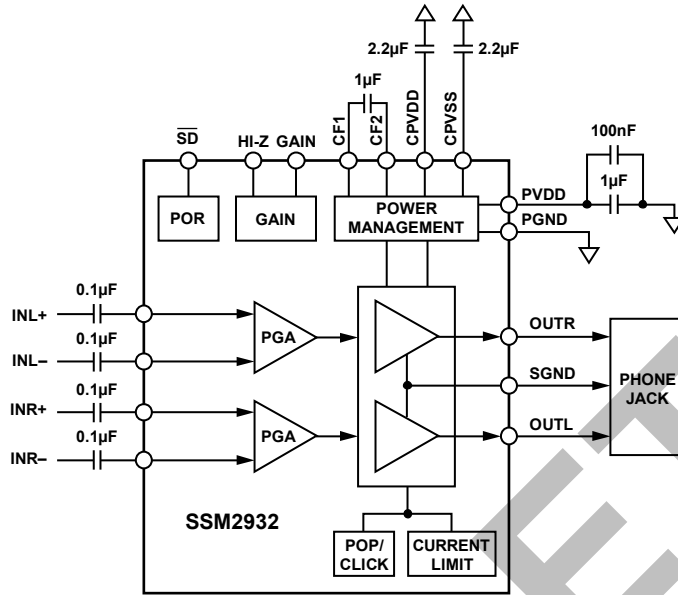 2.2µF
2.2µF
1µF
SD
HI-Z
GAIN
CF1
CF2
CPVDD
CPVSS
100nF
1µF
PVDD
PGND
POR
GAIN
POWER
MANAGEMENT
0.1µF
INL+
0.1µF
INL–
0.1µF
INR+
0.1µF
INR–
PGA
PGA
OUTR
SGND
OUTL
PHONE
JACK
SSM2932
POP/
CLICK
CURRENT
LIMIT